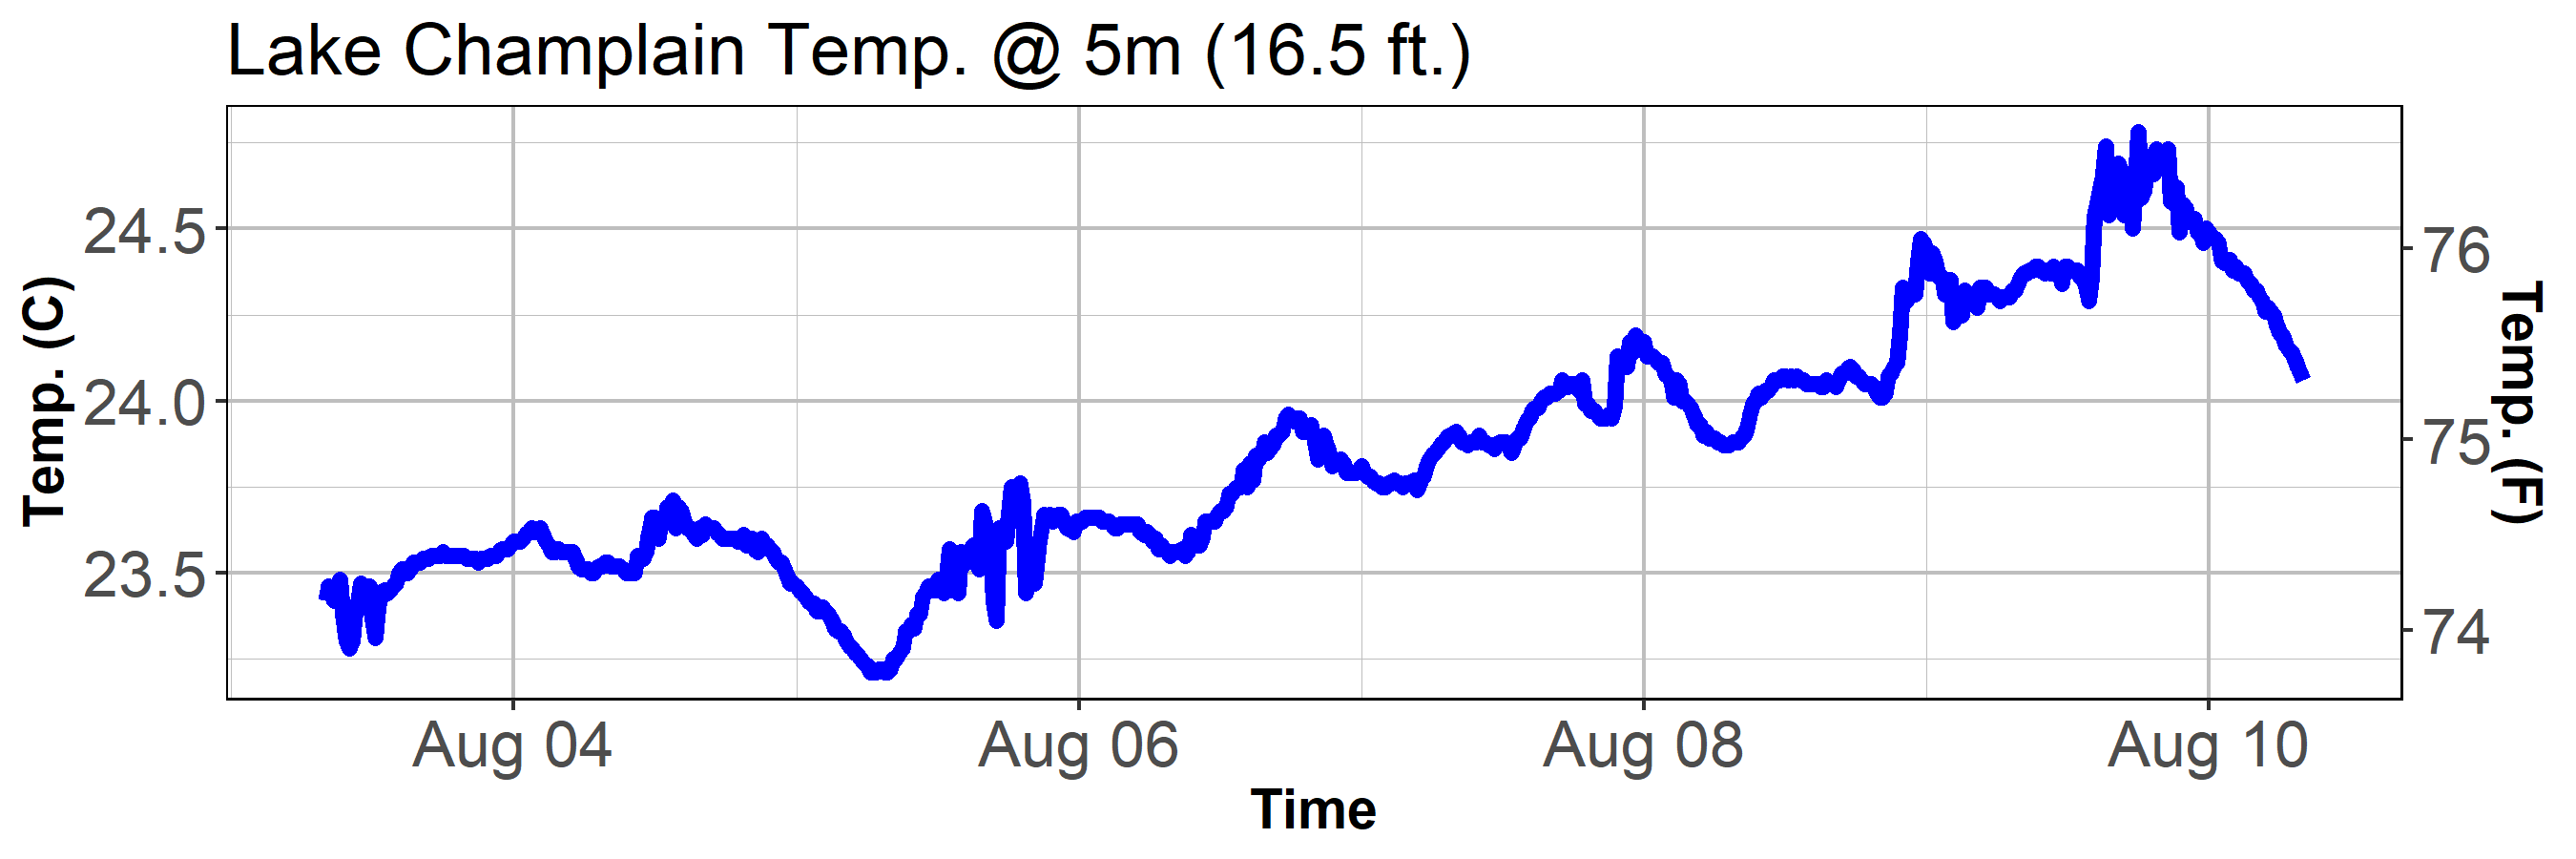 Lake Champlain Temp. @ 5m (16.5 ft.)
Temp. (C)
24.5
24.0
23.5
76
75
74
Temp. (F)
Aug 04
Aug 06
Aug 08
Aug 10
Time